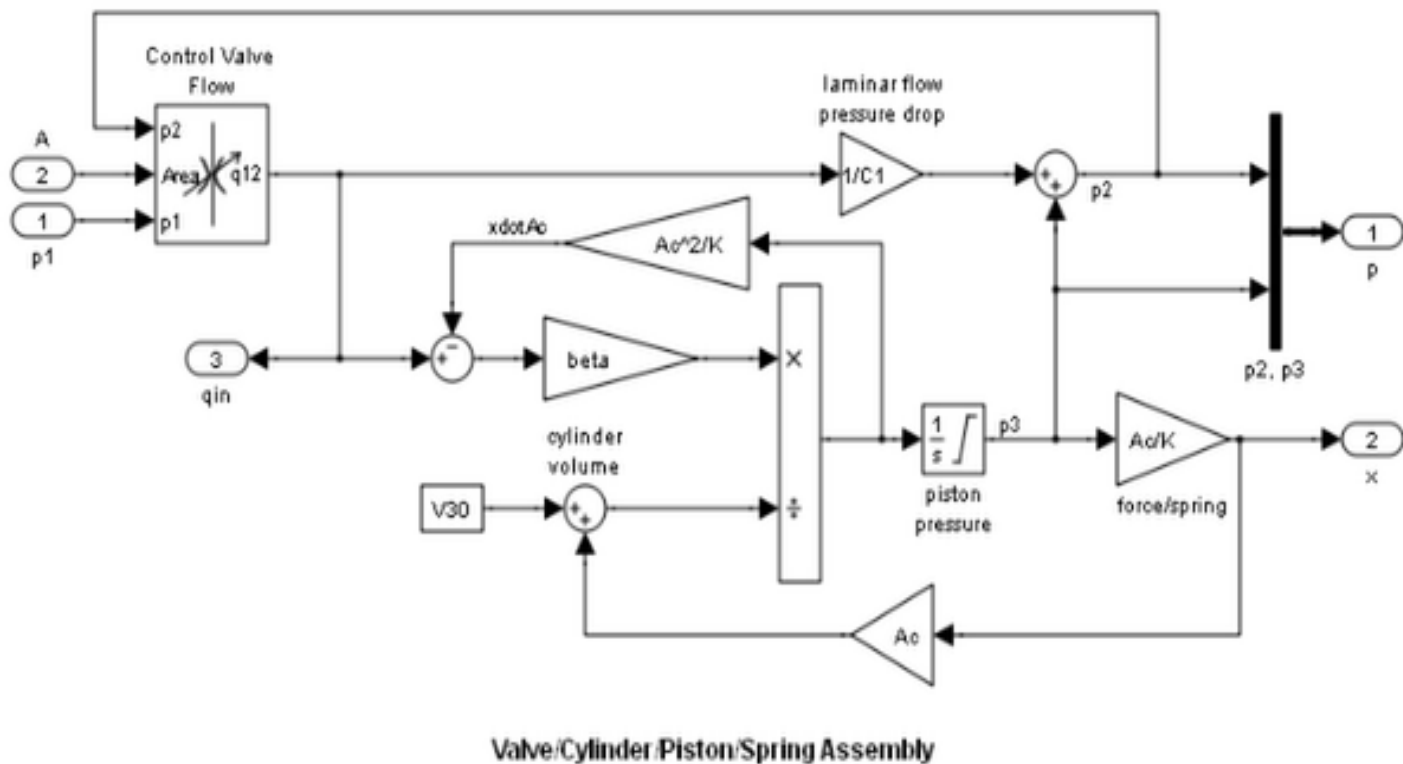 Control Valve
Flow
laminar flow
pressure drop
A
p2
2
Area
q12
1/C1
+
+
p2
1
p1
p1
xdotAc
Ac^2/K
1
p
3
qin
+
−
beta
×
p2, p3
cylinder
volume
1
s
p3
Ac/K
2
x
V30
+
+
÷
piston
pressure
force/spring
Ac
Valve/Cylinder/Piston/Spring Assembly